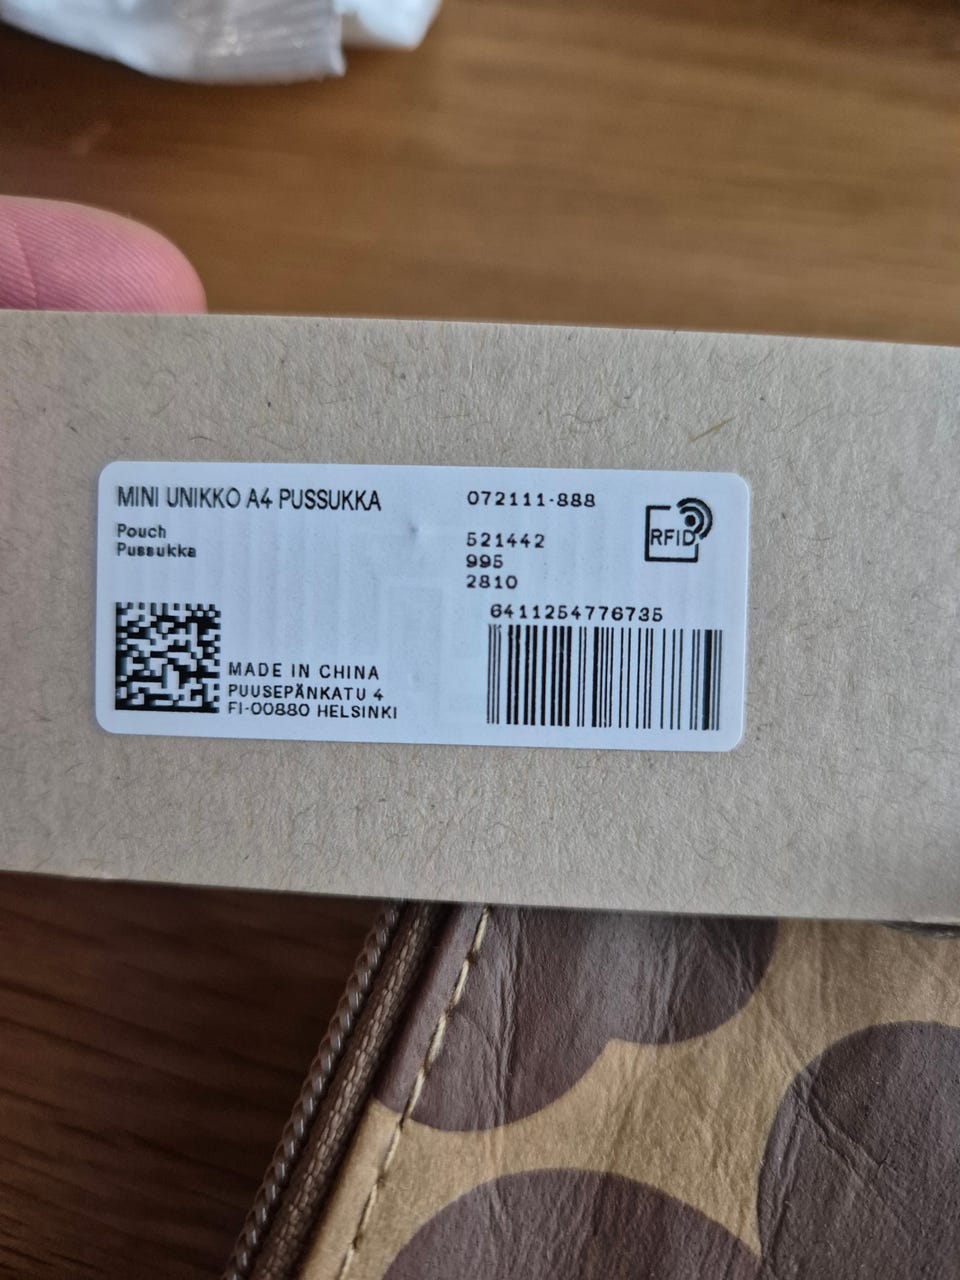 MINI UNIKKO A4 PUSSUKKA
Pouch
Pussukka
072111-888
521442
995
2810
RFID
6411254776735
MADE IN CHINA
PUUSEPÄNKATU 4
FI-00880 HELSINKI